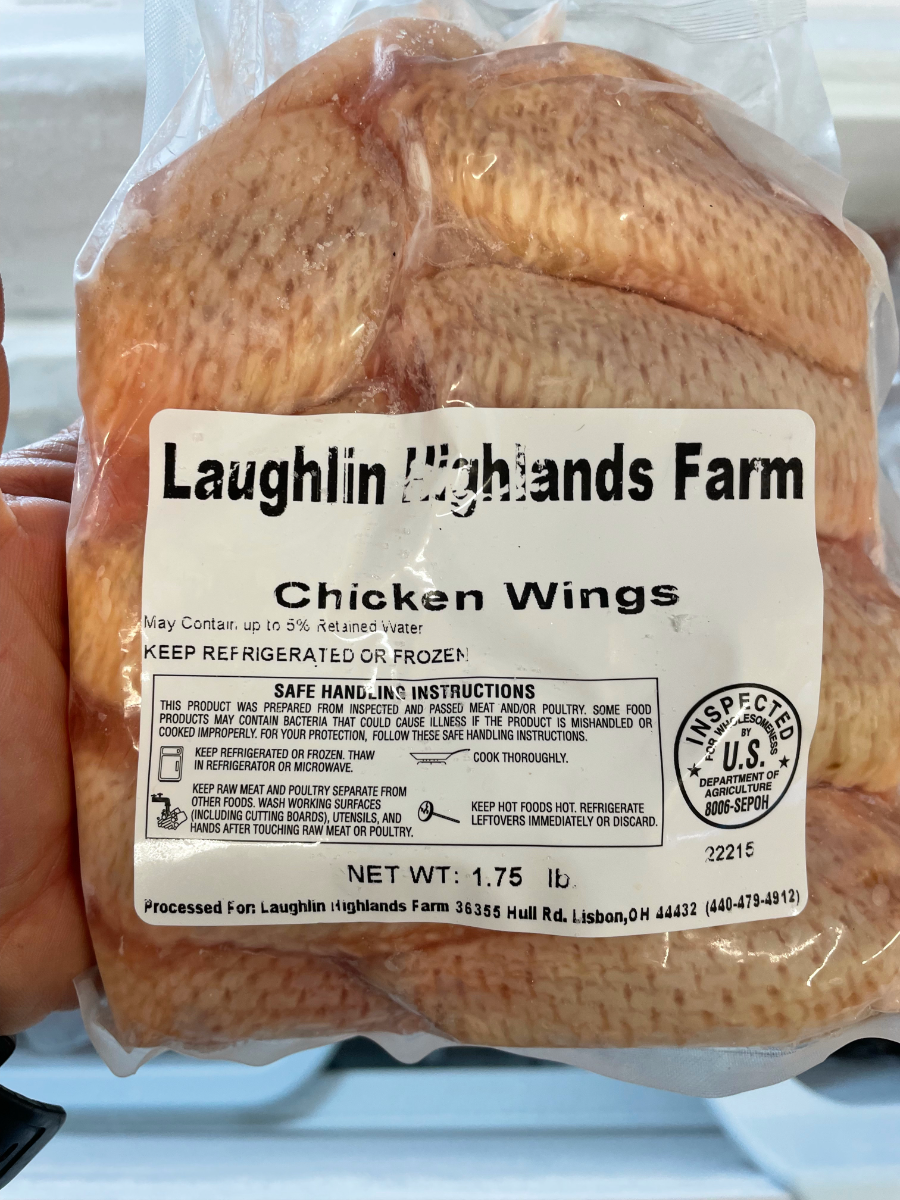 Laughlin Highlands Farm
Chicken Wings
May Contain up to 5% Retained Water
KEEP REFRIGERATED OR FROZEN
SAFE HANDLING INSTRUCTIONS
THIS PRODUCT WAS PREPARED FROM INSPECTED AND PASSED MEAT AND/OR POULTRY. SOME FOOD
PRODUCTS MAY CONTAIN BACTERIA THAT COULD CAUSE ILLNESS IF THE PRODUCT IS MISHANDLED OR
COOKED IMPROPERLY. FOR YOUR PROTECTION, FOLLOW THESE SAFE HANDLING INSTRUCTIONS.
KEEP REFRIGERATED OR FROZEN. THAW
IN REFRIGERATOR OR MICROWAVE.
COOK THOROUGHLY.
KEEP RAW MEAT AND POULTRY SEPARATE FROM
OTHER FOODS. WASH WORKING SURFACES
(INCLUDING CUTTING BOARDS), UTENSILS, AND
HANDS AFTER TOUCHING RAW MEAT OR POULTRY.
KEEP HOT FOODS HOT. REFRIGERATE
LEFTOVERS IMMEDIATELY OR DISCARD.
INSPECTED
FOR WHOLESOMENESS
BY
U.S.
DEPARTMENT OF
AGRICULTURE
8006-SEPOH
22215
NET WT: 1.75 lb.
Processed For: Laughlin Highlands Farm 36355 Hull Rd. Lisbon,OH 44432 (440-479-4912)